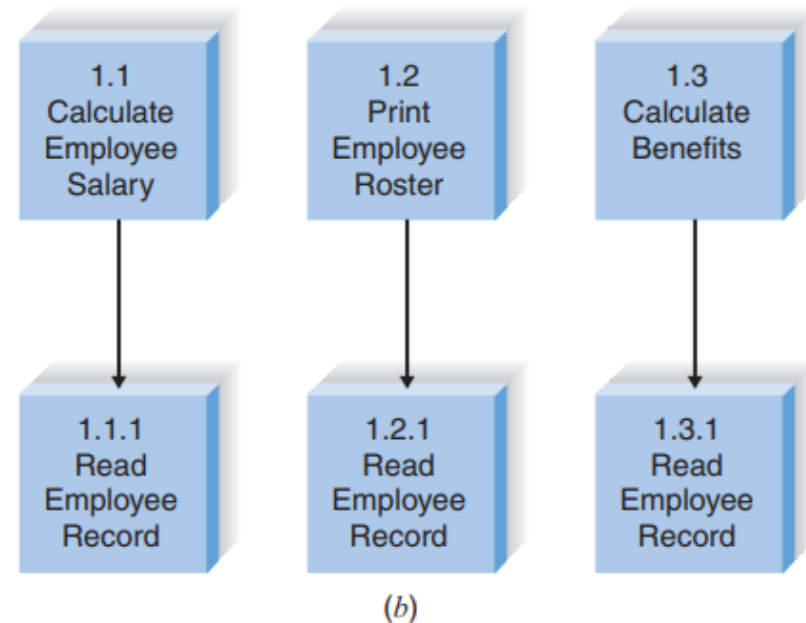 1.1
Calculate
Employee
Salary
1.2
Print
Employee
Roster
1.3
Calculate
Benefits
1.1.1
Read
Employee
Record
1.2.1
Read
Employee
Record
1.3.1
Read
Employee
Record
(b)